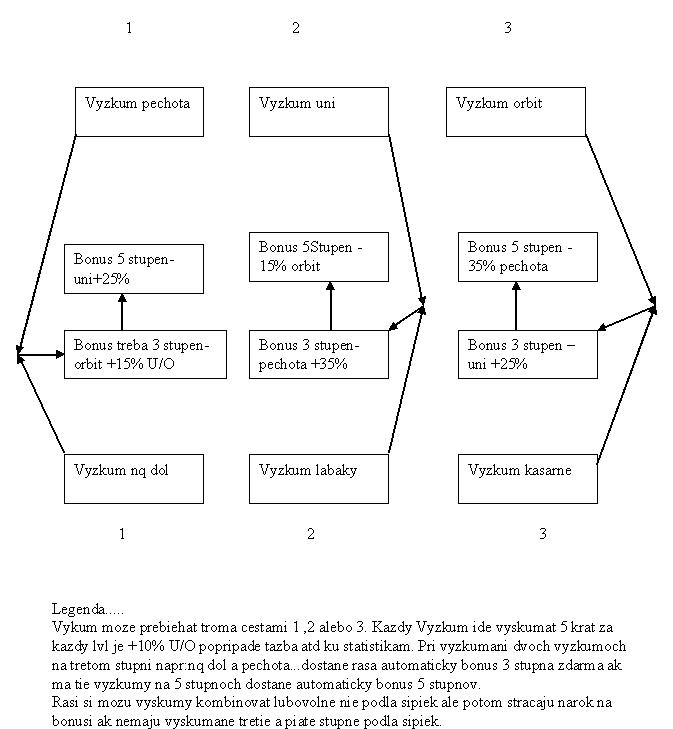 1 2 3
Vyzkum pechota Vyzkum uni Vyzkum orbit
Bonus 5 stupen-
uni+25%
Bonus 5Stupen -
15% orbit
Bonus 5 stupen -
35% pechota
Bonus treba 3 stupen-
orbit +15% U/O
Bonus 3 stupen-
pechota +35%
Bonus 3 stupen –
uni +25%
Vyzkum nq dol Vyzkum labaky Vyzkum kasarne
1 2 3
Legenda.....
Vykum moze prebiehat troma cestami 1 ,2 alebo 3. Kazdy Vyzkum ide vyskumat 5 krat za
kazdy lvl je +10% U/O popripade tazba atd ku statistikam. Pri vyzkumani dvoch vyzkumoch
na tretom stupni napr:nq dol a pechota...dostane rasa automaticky bonus 3 stupna zdarma ak
ma tie vyzkumy na 5 stupnoch dostane automaticky bonus 5 stupnov.
Rasi si mozu vyskumy kombinovat lubovolne nie podla sipiek ale potom stracaju narok na
bonusi ak nemaju vyskumane tretie a piate stupne podla sipiek.